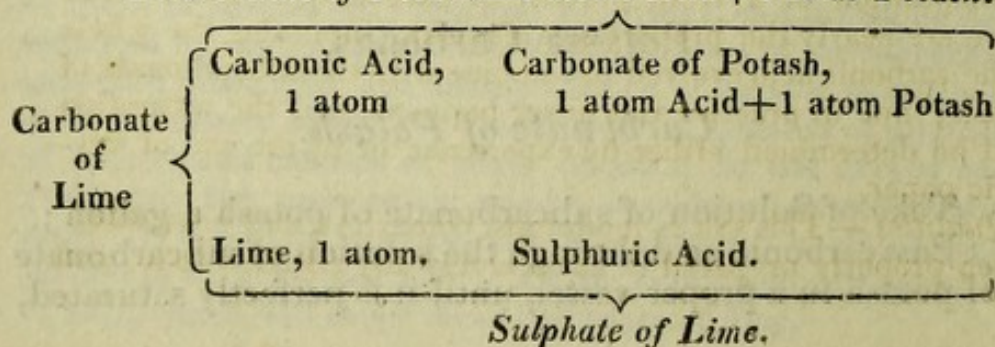 Carbonic Acid, Carbonate of Potash,
1 atom 1 atom Acid+1 atom Potash
Carbonate
of
Lime
Lime, 1 atom. Sulphuric Acid.
Sulphate of Lime.